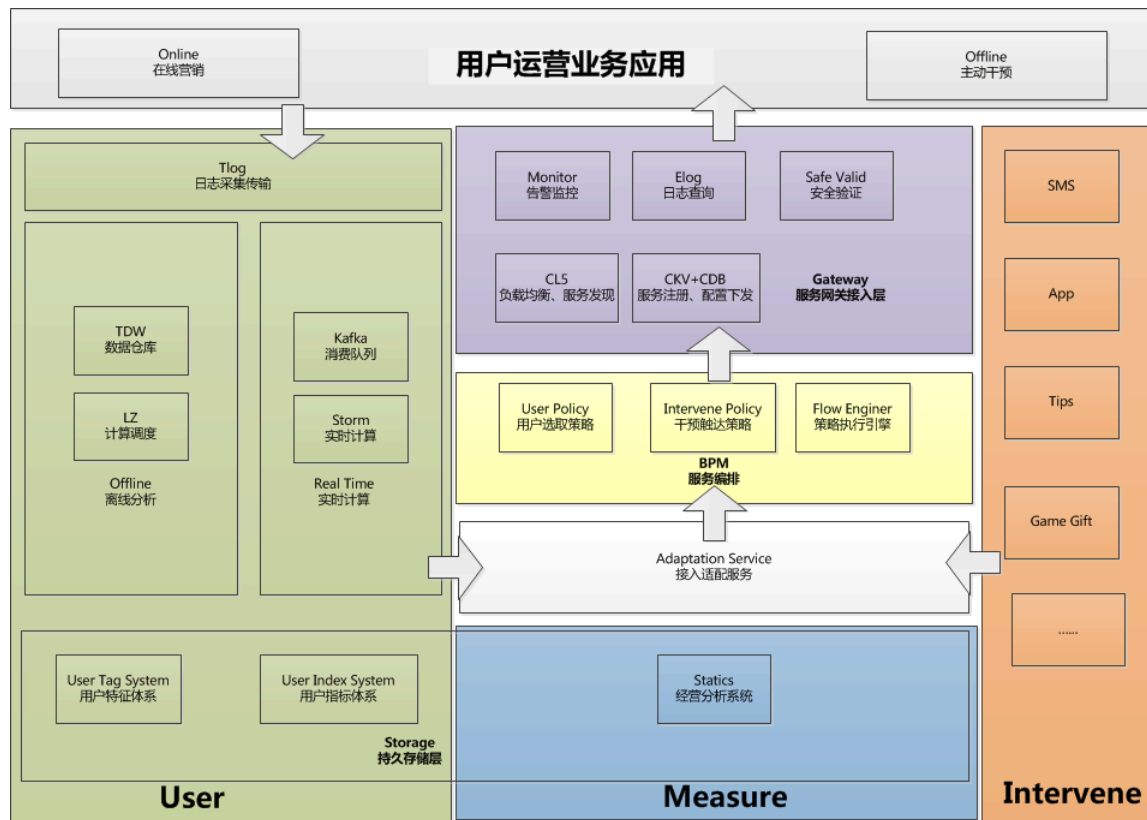 Online
在线营销
用户运营业务应用
Offline
主动干预
Tlog
日志采集传输
TDW
数据仓库
LZ
计算调度
Offline
离线分析
Kafka
消费队列
Storm
实时计算
Real Time
实时计算
User Tag System
用户特征体系
User Index System
用户指标体系
Storage
持久存储层
User
Monitor
告警监控
Elog
日志查询
Safe Valid
安全验证
CL5
负载均衡、服务发现
CKV+CDB
服务注册、配置下发
Gateway
服务网关接入层
User Policy
用户选取策略
Intervene Policy
干预触达策略
Flow Enginer
策略执行引擎
BPM
服务编排
Adaptation Service
接入适配服务
Statics
经营分析系统
Measure
SMS
App
Tips
Game Gift
......
Intervene